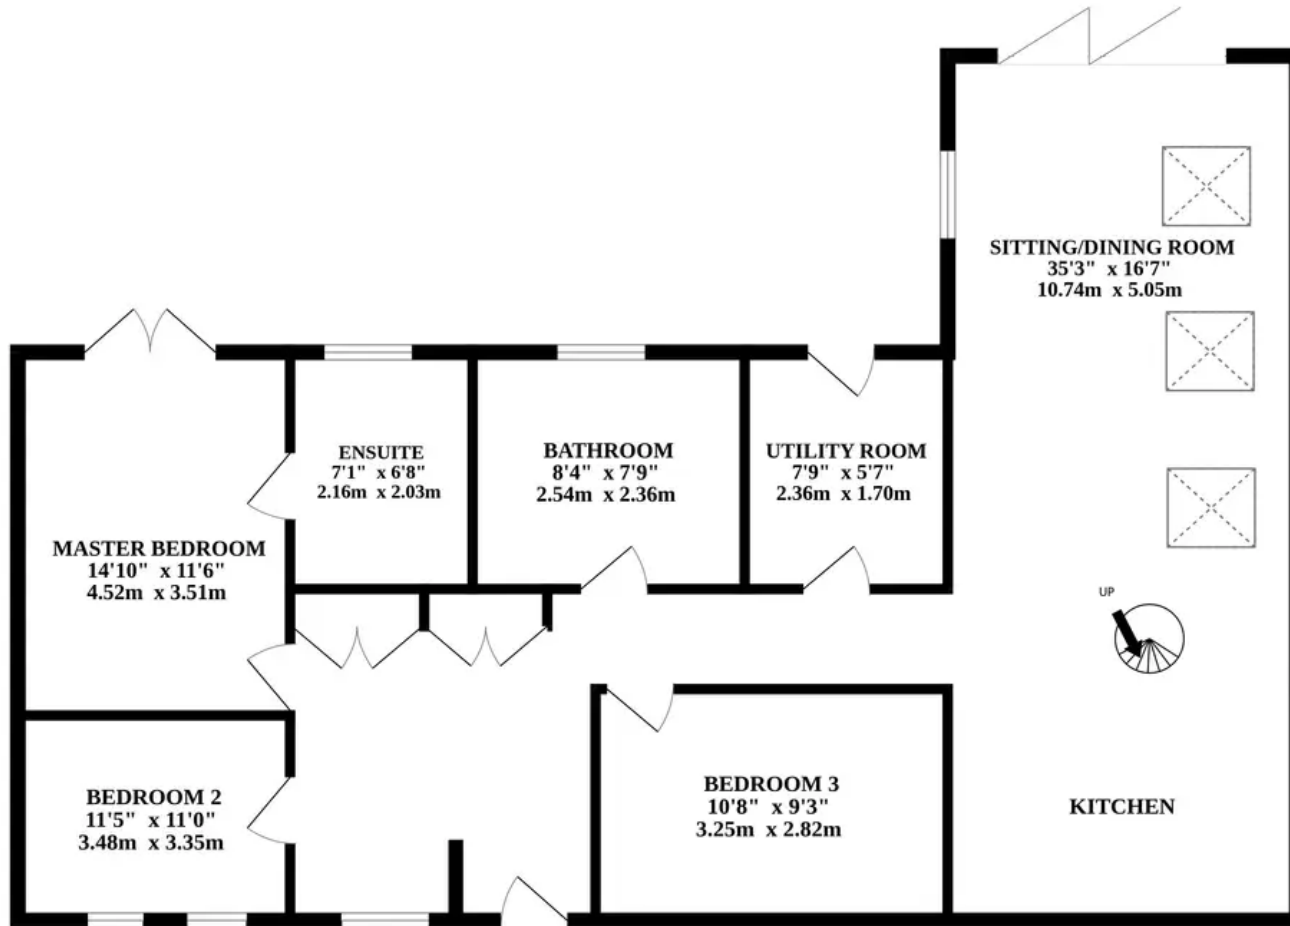 SITTING/DINING ROOM
35'3" x 16'7"
10.74m x 5.05m
ENSUITE
7'1" x 6'8"
2.16m x 2.03m
BATHROOM
8'4" x 7'9"
2.54m x 2.36m
UTILITY ROOM
7'9" x 5'7"
2.36m x 1.70m
MASTER BEDROOM
14'10" x 11'6"
4.52m x 3.51m
UP
BEDROOM 2
11'5" x 11'0"
3.48m x 3.35m
BEDROOM 3
10'8" x 9'3"
3.25m x 2.82m
KITCHEN